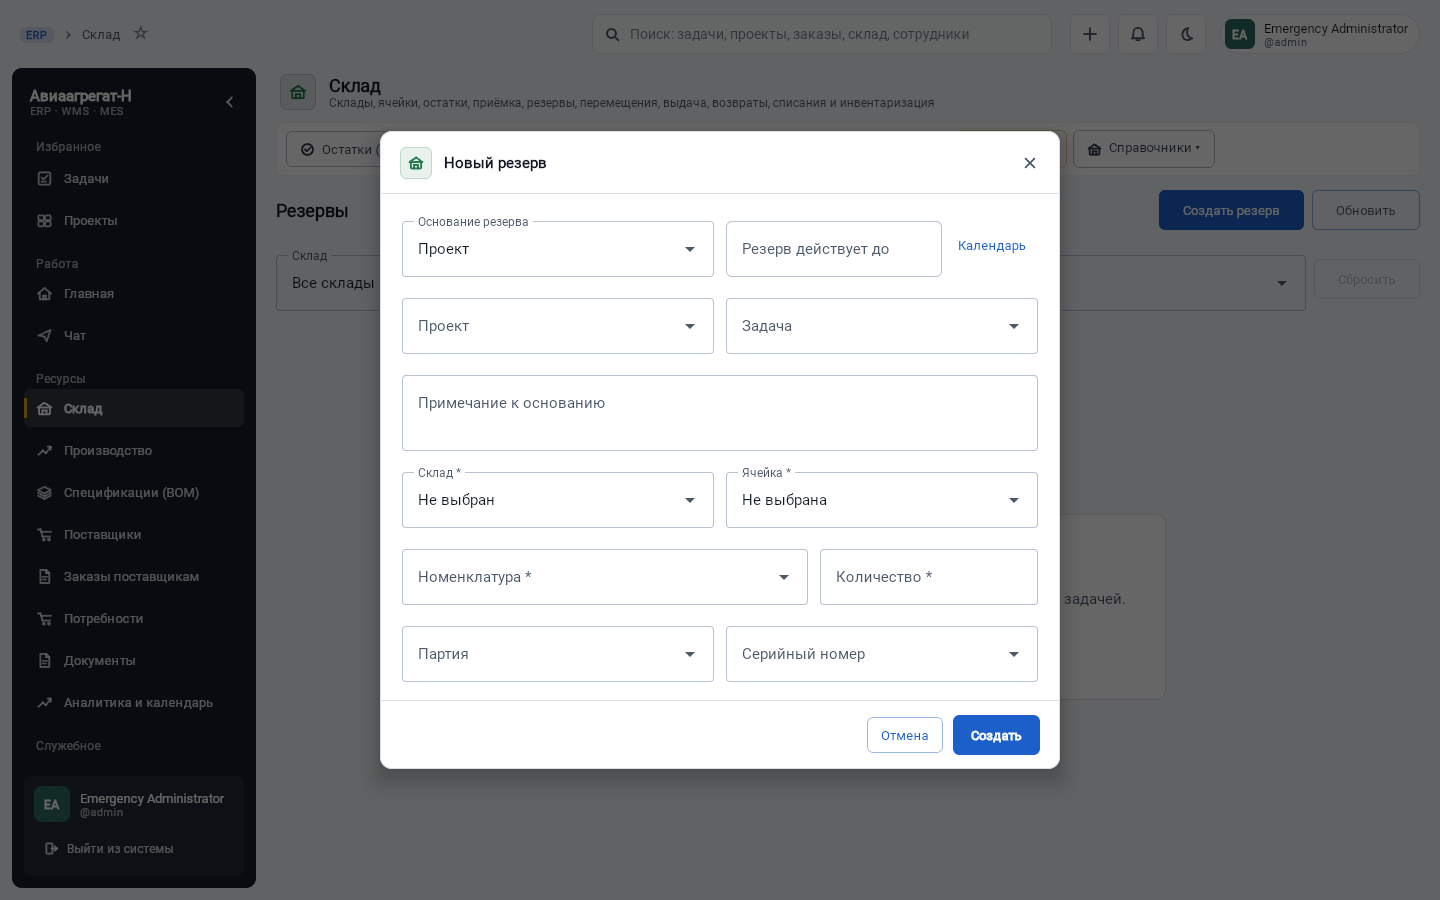 ERP
Склад
Поиск: задачи, проекты, заказы, склад, сотрудники
EA
Emergency Administrator
@admin
Авиаагрегат-Н
ERP · WMS · MES
Избранное
Задачи
Проекты
Работа
Главная
Чат
Ресурсы
Склад
Производство
Спецификации (BOM)
Поставщики
Заказы поставщикам
Потребности
Документы
Аналитика и календарь
Служебное
EA
Emergency Administrator
@admin
Выйти из системы
Склад
Склады, ячейки, остатки, приёмка, резервы, перемещения, выдача, возвраты, списания и инвентаризация
Остатки
Справочники
Резервы
Создать резерв
Обновить
Склад
Все склады
Сбросить
задачей.
Новый резерв
Основание резерва
Проект
Резерв действует до
Календарь
Проект
Задача
Примечание к основанию
Склад *
Не выбран
Ячейка *
Не выбрана
Номенклатура *
Количество *
Партия
Серийный номер
Отмена
Создать